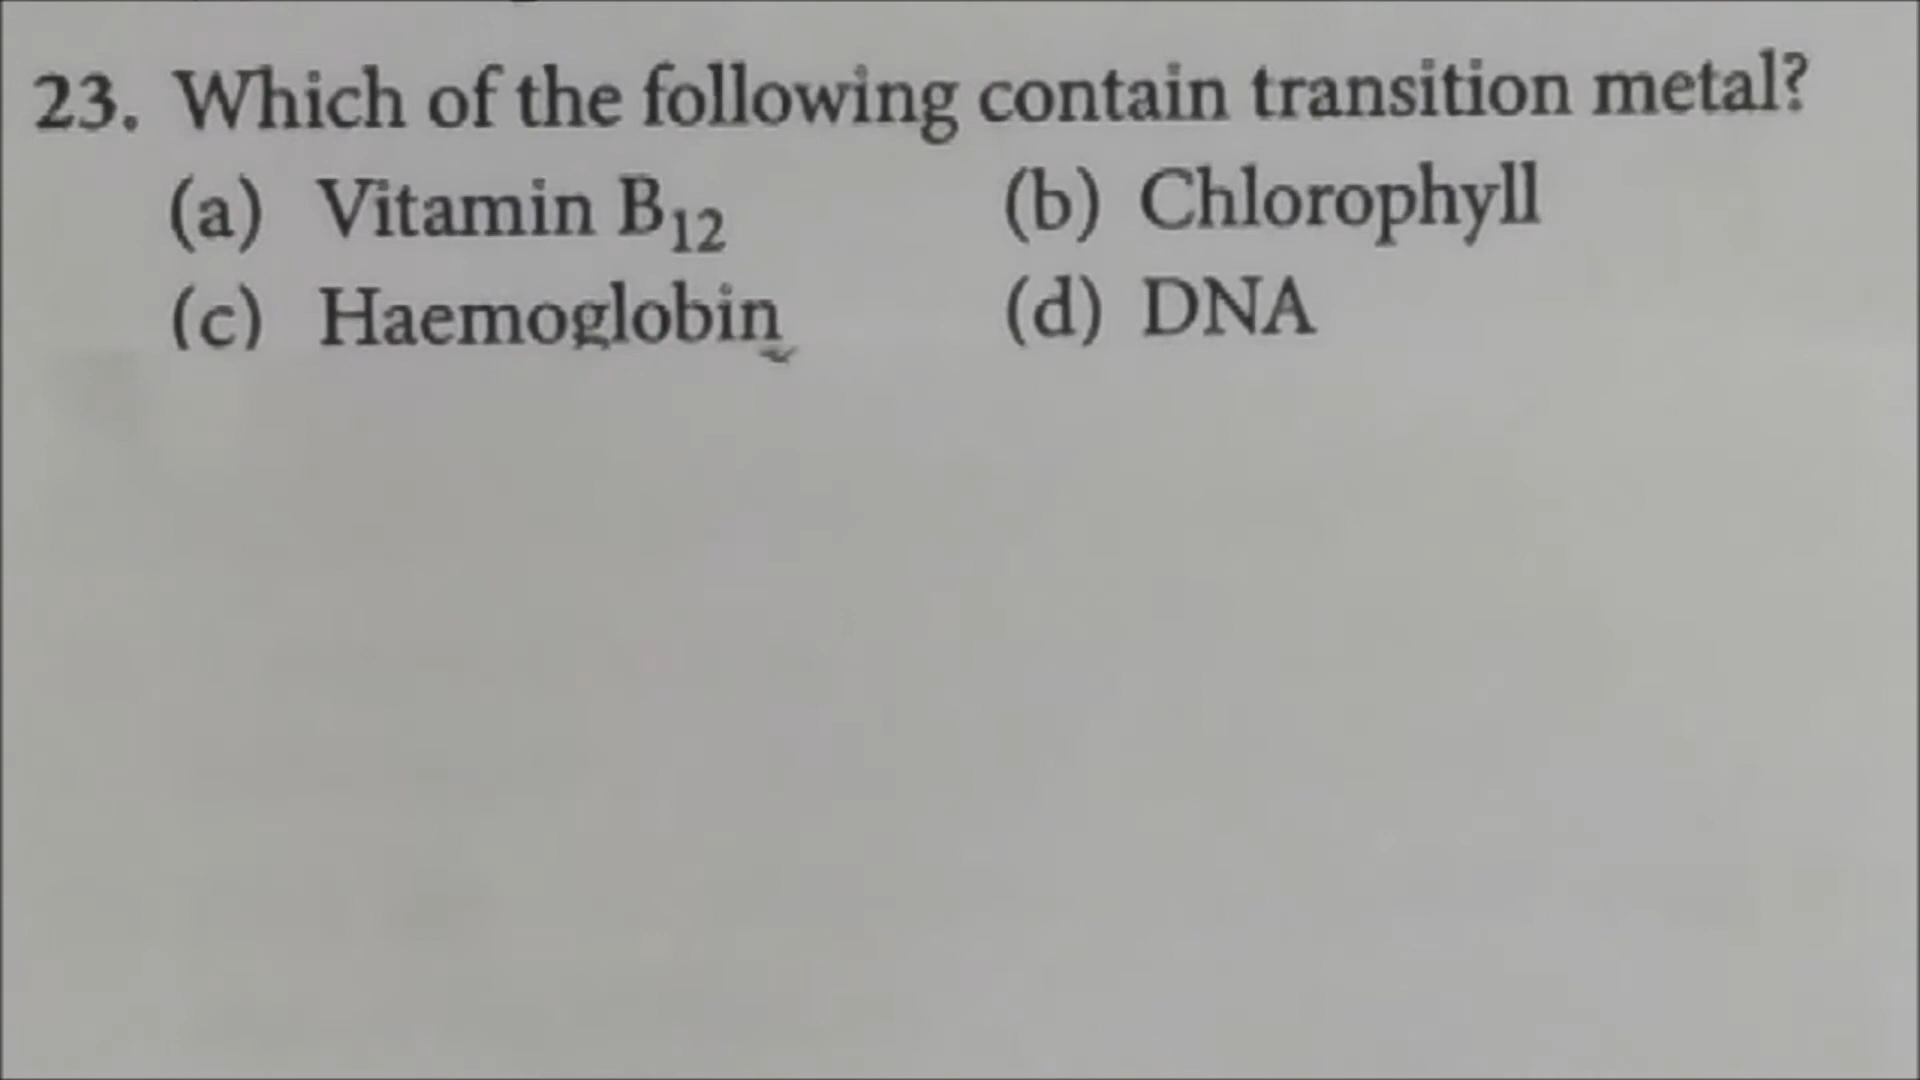 23. Which of the following contain transition metal?
(a) Vitamin B₁₂ (b) Chlorophyll
(c) Haemoglobin (d) DNA